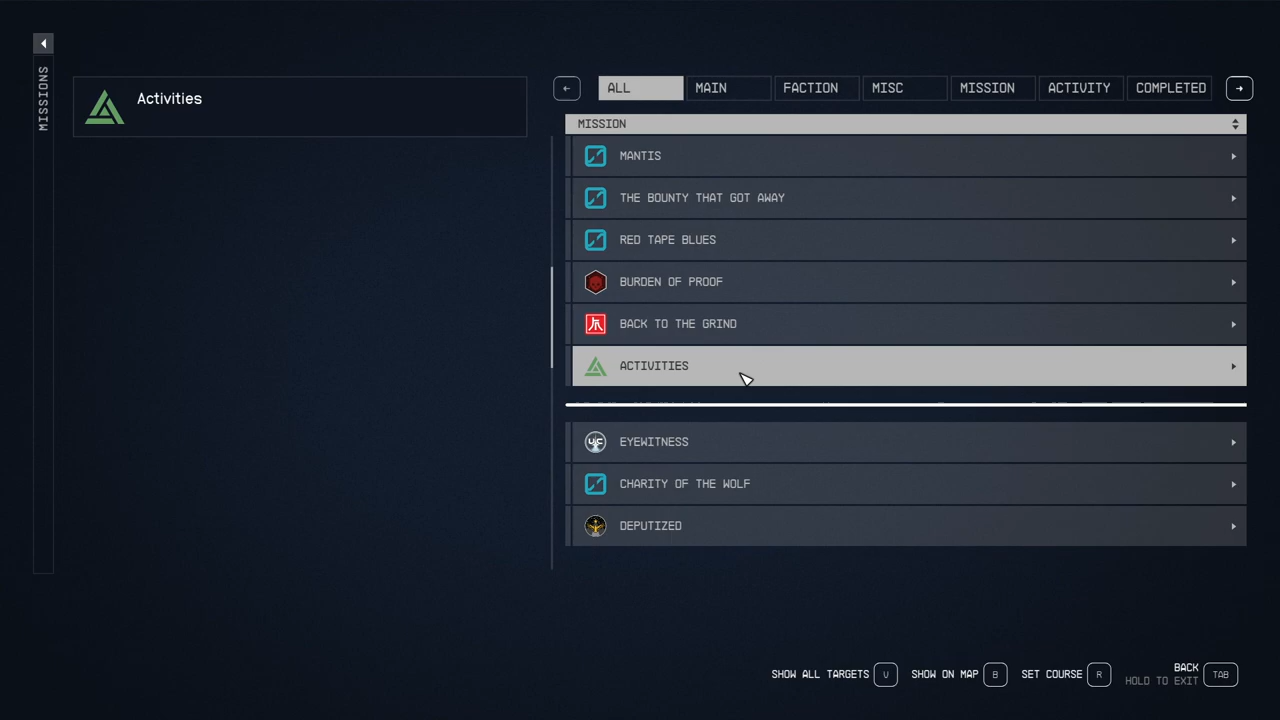 MISSIONS
Activities
ALL
MAIN
FACTION
MISC
MISSION
ACTIVITY
COMPLETED
MISSION
MANTIS
THE BOUNTY THAT GOT AWAY
RED TAPE BLUES
BURDEN OF PROOF
BACK TO THE GRIND
ACTIVITIES
UC
EYEWITNESS
CHARITY OF THE WOLF
DEPUTIZED
SHOW ALL TARGETS U
SHOW ON MAP B
SET COURSE R
BACK
HOLD TO EXIT
TAB